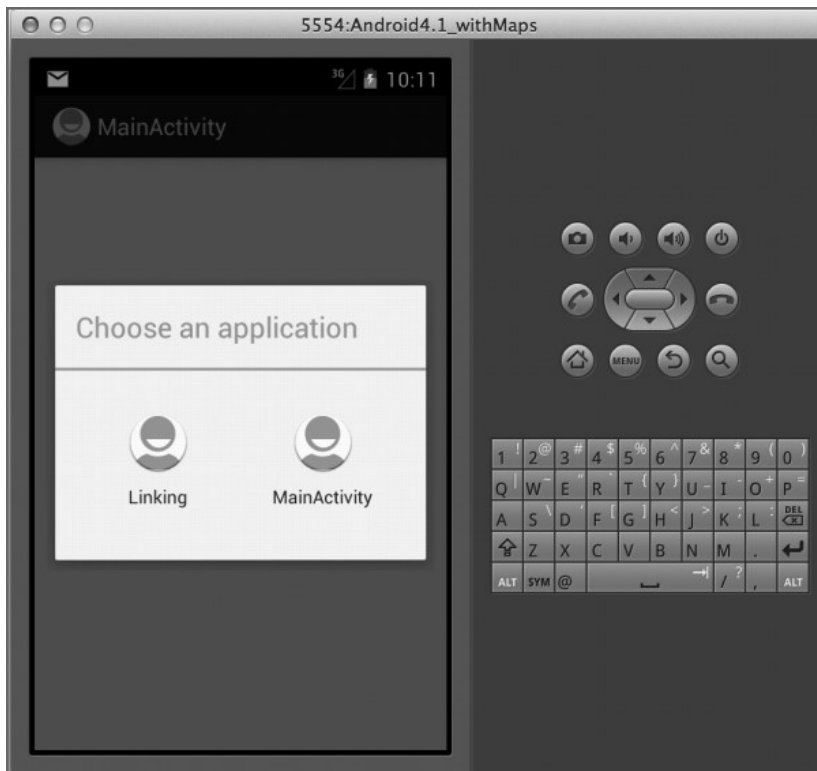 5554:Android4.1_withMaps
3G 10:11
MainActivity
Choose an application
Linking MainActivity
MENU
1 ! 2 @ 3 # 4 $ 5 % 6 ^ 7 & 8 * 9 ( 0 )
Q | W ~ E " R ` T { Y } U _ I - O + P =
A S \ D ' F [ G ] H < J > K ; L : DEL
Z X C V B N M .
ALT SYM @ / ? , ALT